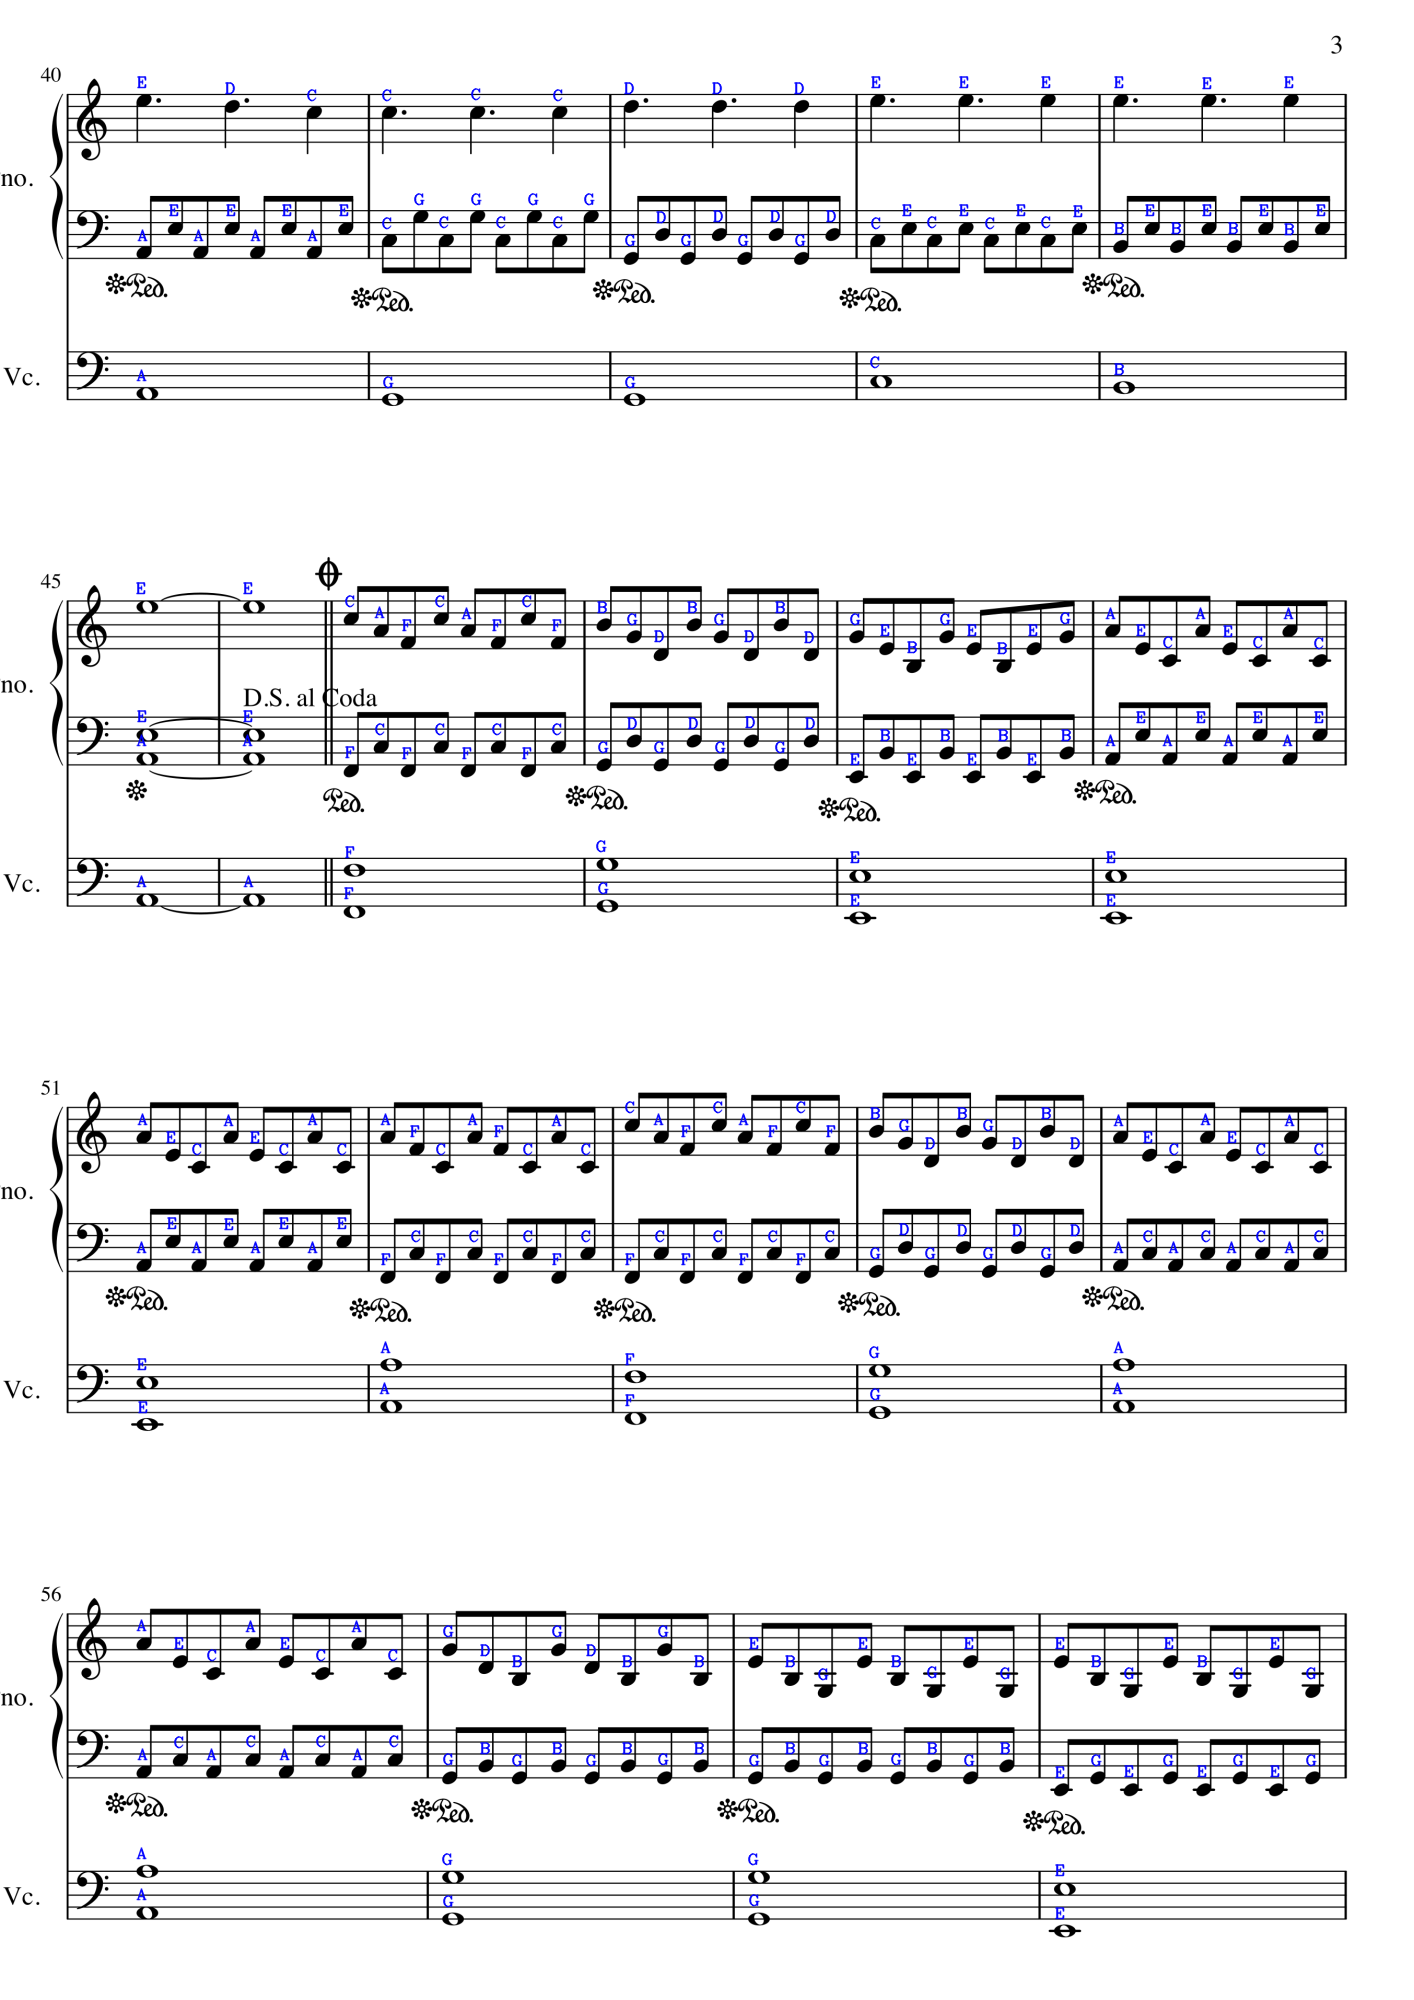 3
40
E D C C C C D D D E E E E E E
no.
A E A E A E A E C G C G C G C G G D G D G D G D C E C E C E C E B E B E B E B E
Ped. Ped. Ped. Ped. Ped.
Vc.
A G G C B
45
E E C A F C A F C F B G D B G D B D G E B G E B E G A E C A E C A C
D.S. al Coda
no.
E E F C F C F C F C G D G D G D G D E B E B E B E B A E A E A E A E
A A
Ped. Ped. Ped. Ped.
Vc.
A A F G E E
F G E E
51
A E C A E C A C A F C A F C A C C A F C A F C F B G D B G D B D A E C A E C A C
no.
A E A E A E A E F C F C F C F C F C F C F C F C G D G D G D G D A C A C A C A C
Ped. Ped. Ped. Ped. Ped.
Vc.
E A F G A
E A F G A
56
A E C A E C A C G D B G D B G B E B G E B G E G E B G E B G E G
no.
A C A C A C A C G B G B G B G B G B G B G B G B E G E G E G E G
Ped. Ped. Ped. Ped.
Vc.
A G G E
A G G E